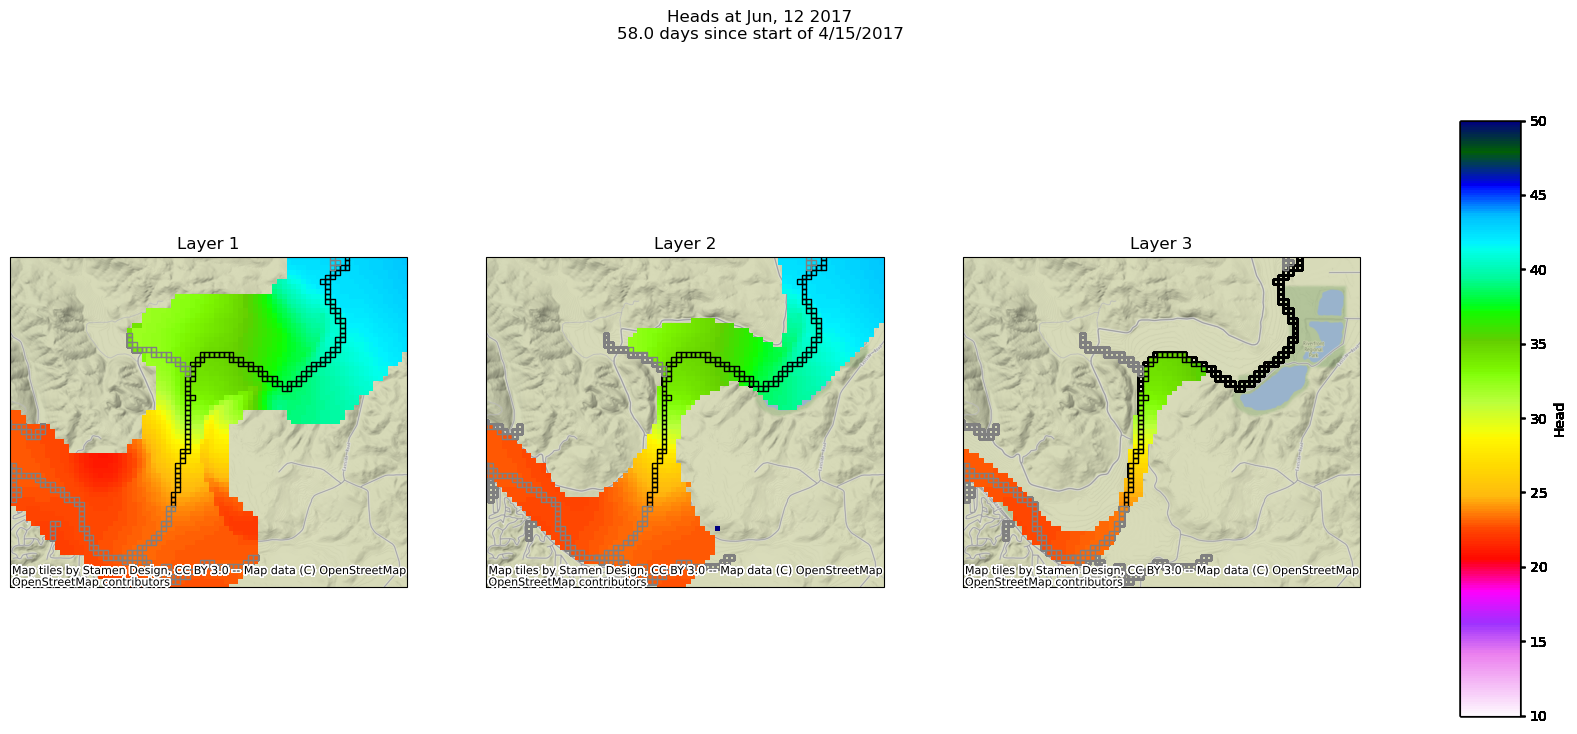 Heads at Jun, 12 2017
58.0 days since start of 4/15/2017
Layer 1
Layer 2
Layer 3
Map tiles by Stamen Design, CC BY 3.0 -- Map data (C) OpenStreetMap
OpenStreetMap contributors
Map tiles by Stamen Design, CC BY 3.0 -- Map data (C) OpenStreetMap
OpenStreetMap contributors
Map tiles by Stamen Design, CC BY 3.0 -- Map data (C) OpenStreetMap
OpenStreetMap contributors
50
45
40
35
30
25
20
15
10
Head